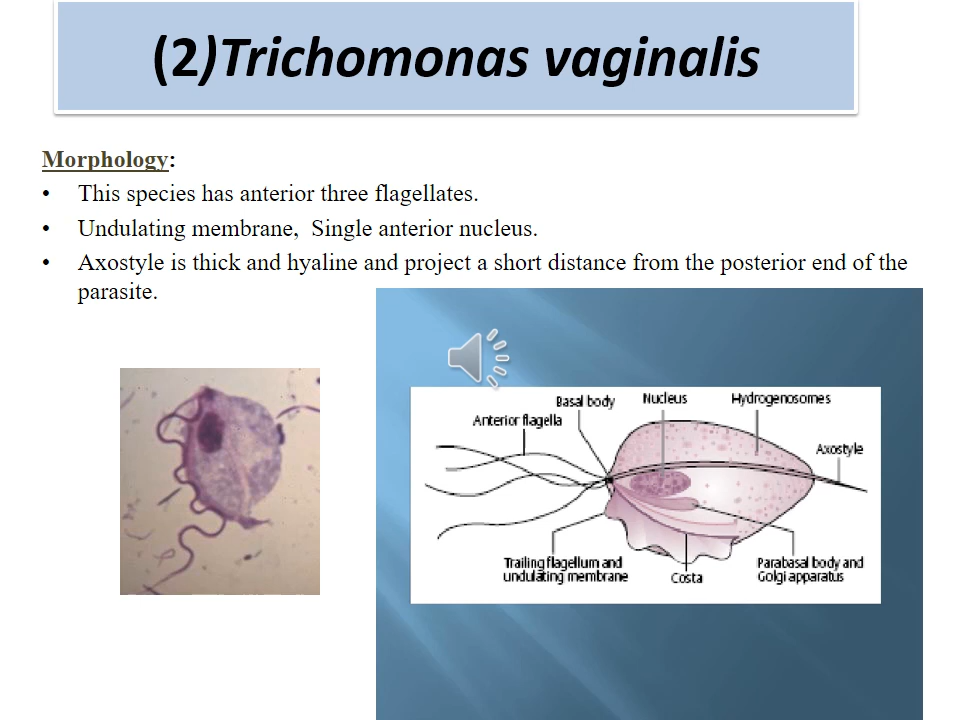 (2)Trichomonas vaginalis
Morphology:
• This species has anterior three flagellates.
• Undulating membrane, Single anterior nucleus.
• Axostyle is thick and hyaline and project a short distance from the posterior end of the
parasite.
Basal body
Nucleus
Hydrogenosomes
Anterior flagella
Axostyle
Trailing flagellum and
undulating membrane
Costa
Parabasal body and
Golgi apparatus